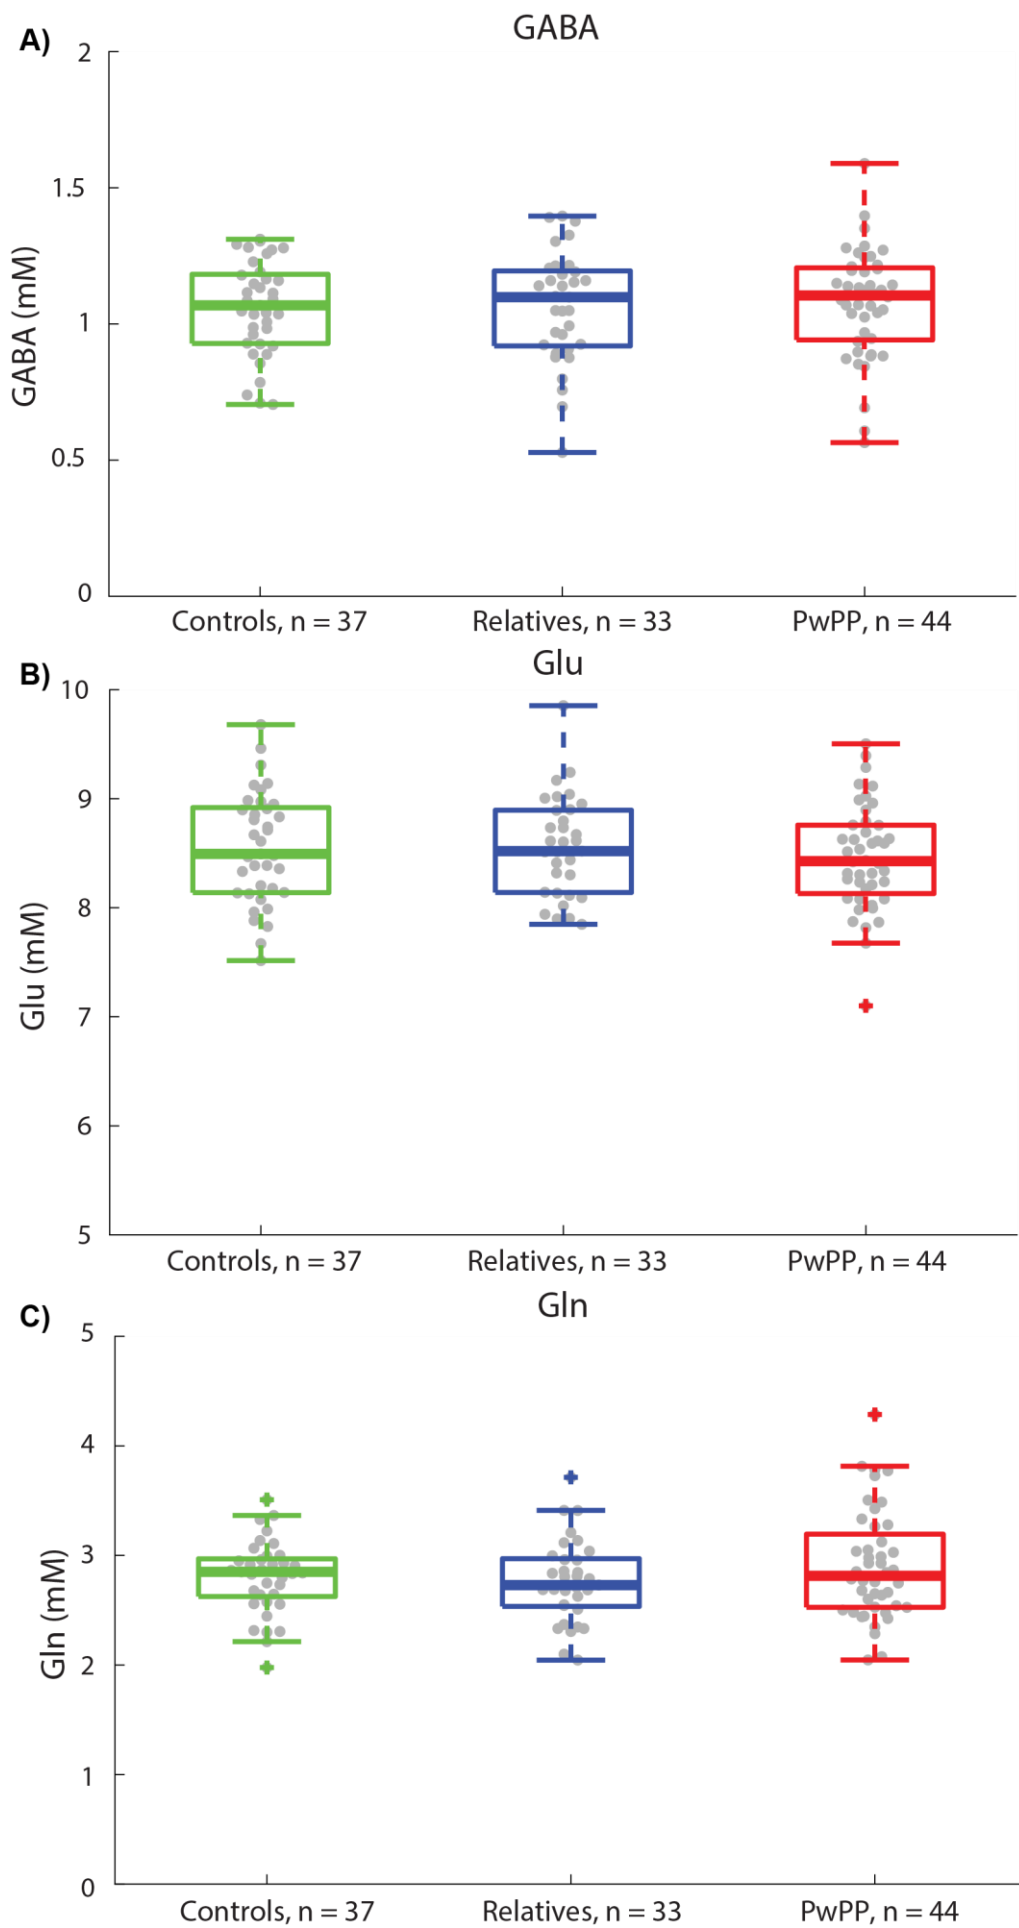 A)
GABA
2
1.5
1
0.5
0
GABA (mM)
Controls, n = 37
Relatives, n = 33
PwPP, n = 44
B)
Glu
10
9
8
7
6
5
Glu (mM)
Controls, n = 37
Relatives, n = 33
PwPP, n = 44
C)
Gln
5
4
3
2
1
0
Gln (mM)
Controls, n = 37
Relatives, n = 33
PwPP, n = 44